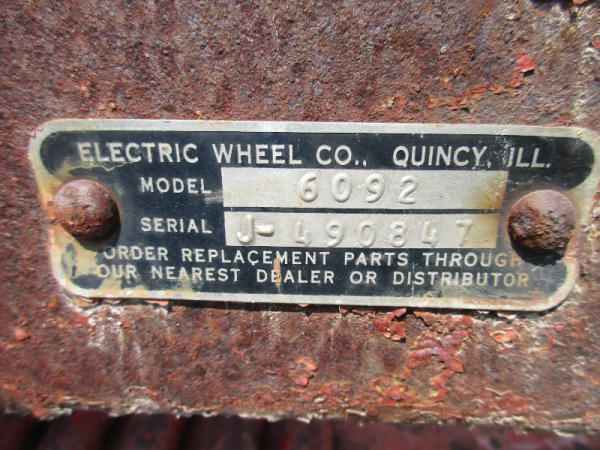 ELECTRIC WHEEL CO., QUINCY, ILL.
MODEL 6092
SERIAL J-490847
ORDER REPLACEMENT PARTS THROUGH
OUR NEAREST DEALER OR DISTRIBUTOR